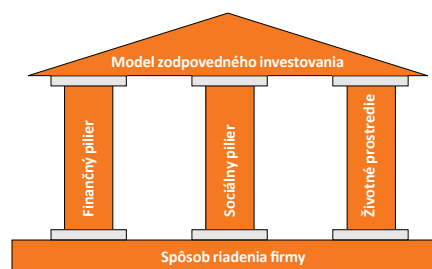 Model zodpovedného investovania
Finančný pilier
Sociálny pilier
Životné prostredie
Spôsob riadenia firmy